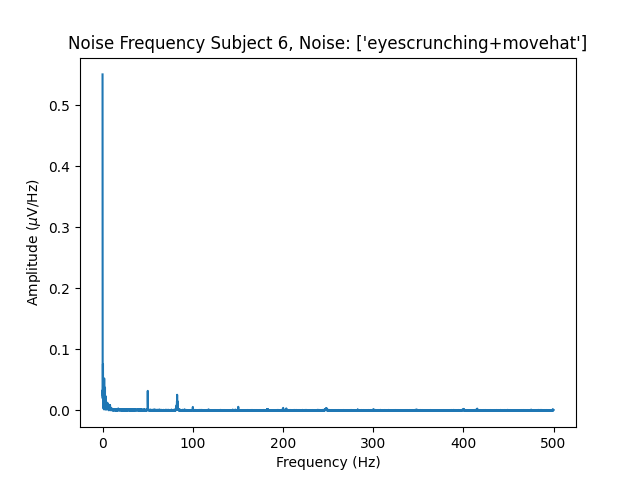 Noise Frequency Subject 6, Noise: ['eyescrunching+movehat']
Amplitude (μV/Hz)
0.5
0.4
0.3
0.2
0.1
0.0
0 100 200 300 400 500
Frequency (Hz)